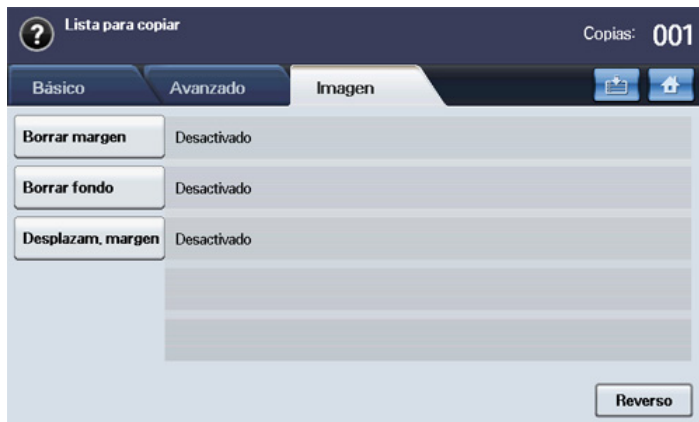 ? Lista para copiar
Copias: 001
Básico Avanzado Imagen
Borrar margen Desactivado
Borrar fondo Desactivado
Desplazam. margen Desactivado
Reverso